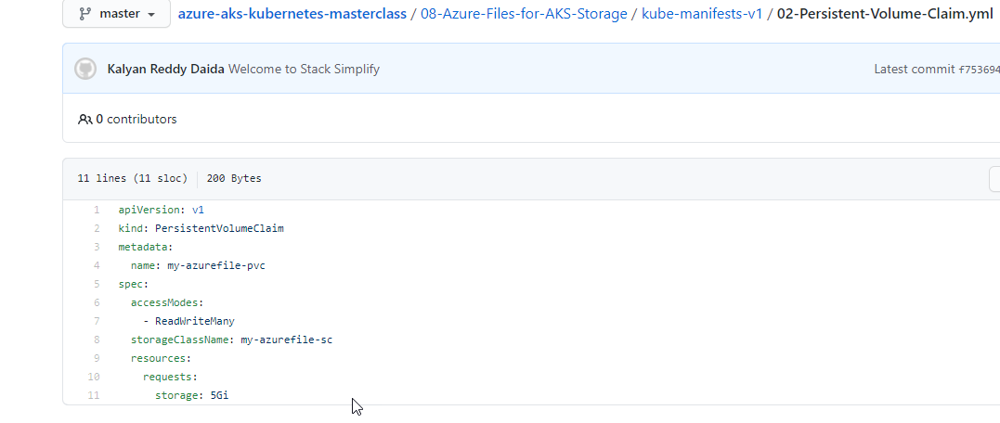 master azure-aks-kubernetes-masterclass / 08-Azure-Files-for-AKS-Storage / kube-manifests-v1 / 02-Persistent-Volume-Claim.yml
Kalyan Reddy Daida Welcome to Stack Simplify Latest commit f753694
0 contributors
11 lines (11 sloc) 200 Bytes
1 apiVersion: v1
2 kind: PersistentVolumeClaim
3 metadata:
4   name: my-azurefile-pvc
5 spec:
6   accessModes:
7     - ReadWriteMany
8   storageClassName: my-azurefile-sc
9   resources:
10     requests:
11       storage: 5Gi